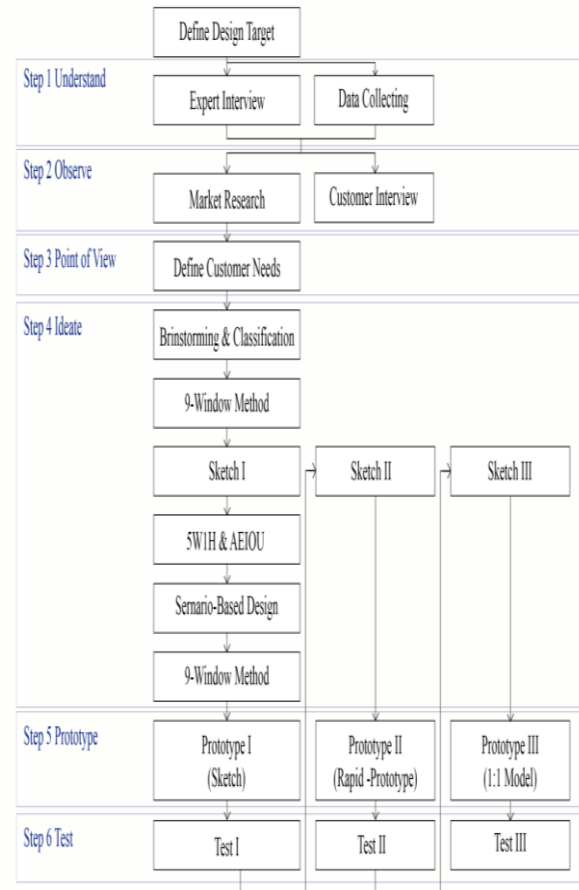 Define Design Target
Step 1 Understand
Expert Interview
Data Collecting
Step 2 Observe
Market Research
Customer Interview
Step 3 Point of View
Define Customer Needs
Step 4 Ideate
Brinstorming & Classification
9-Window Method
Sketch I
Sketch II
Sketch III
5W1H & AEIOU
Sernario-Based Design
9-Window Method
Step 5 Prototype
Prototype I
(Sketch)
Prototype II
(Rapid -Prototype)
Prototype III
(1:1 Model)
Step 6 Test
Test I
Test II
Test III